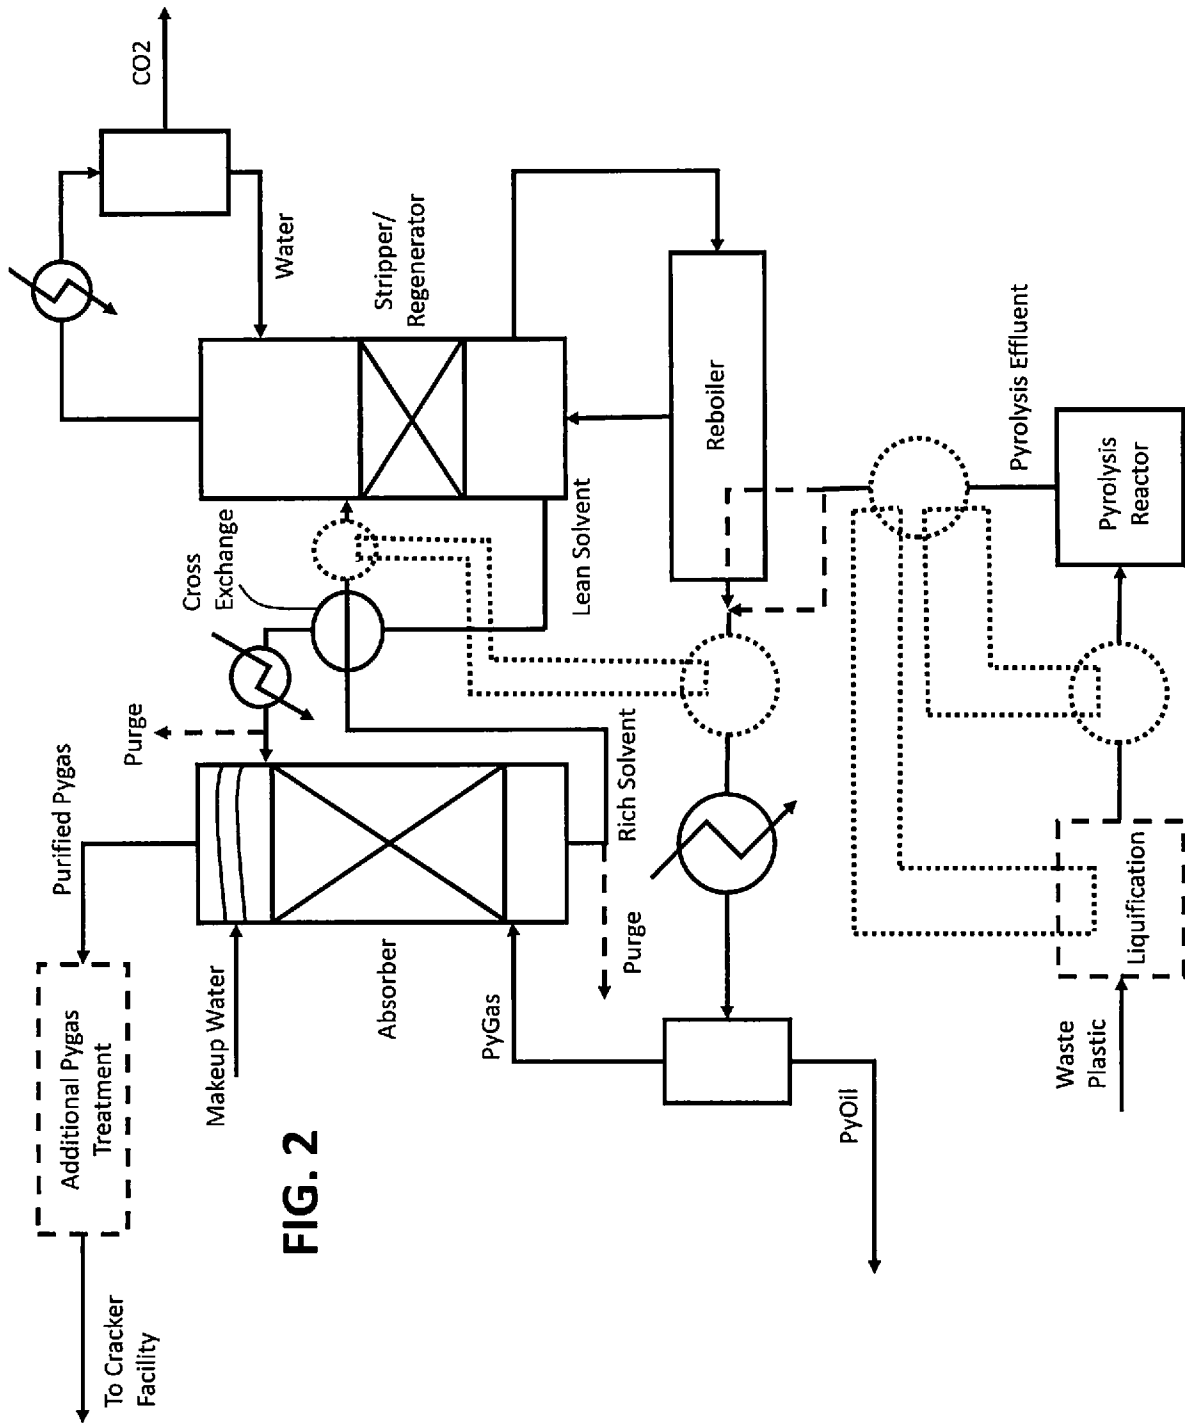 To Cracker
Facility
Additional Pygas
Treatment
Purified Pygas
Makeup Water
Absorber
PyGas
Purge
Purge
Rich Solvent
Cross
Exchange
Lean Solvent
Stripper/
Regenerator
Water
CO2
Reboiler
PyOil
FIG. 2
Waste
Plastic
Liquification
Pyrolysis
Reactor
Pyrolysis Effluent